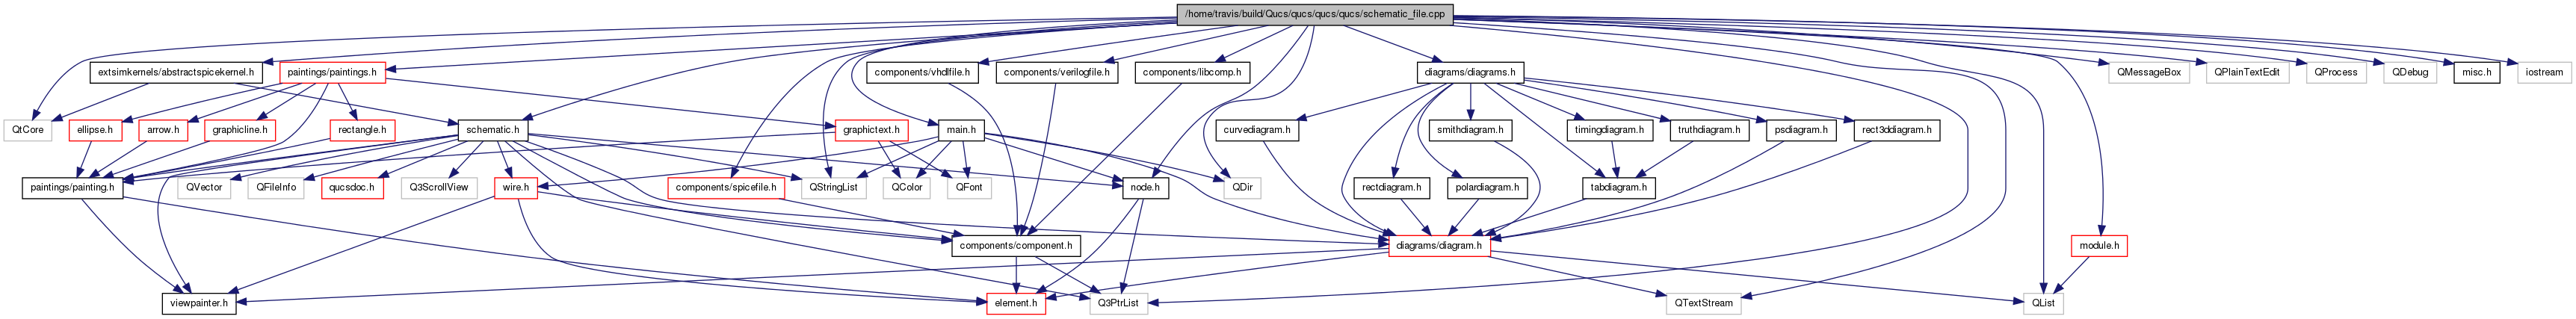 /home/travis/build/Qucs/qucs/qucs/qucs/schematic_file.cpp
extsimkernels/abstractspicekernel.h
paintings/paintings.h
components/vhdlfile.h
components/verilogfile.h
components/libcomp.h
diagrams/diagrams.h
QMessageBox
QPlainTextEdit
QProcess
QDebug
misc.h
iostream
QtCore
ellipse.h
arrow.h
graphicline.h
rectangle.h
schematic.h
graphictext.h
main.h
curvediagram.h
smithdiagram.h
timingdiagram.h
truthdiagram.h
psdiagram.h
rect3ddiagram.h
paintings/painting.h
QVector
QFileInfo
qucsdoc.h
Q3ScrollView
wire.h
components/spicefile.h
QStringList
QColor
QFont
node.h
QDir
rectdiagram.h
polardiagram.h
tabdiagram.h
components/component.h
diagrams/diagram.h
module.h
viewpainter.h
element.h
Q3PtrList
QTextStream
QList